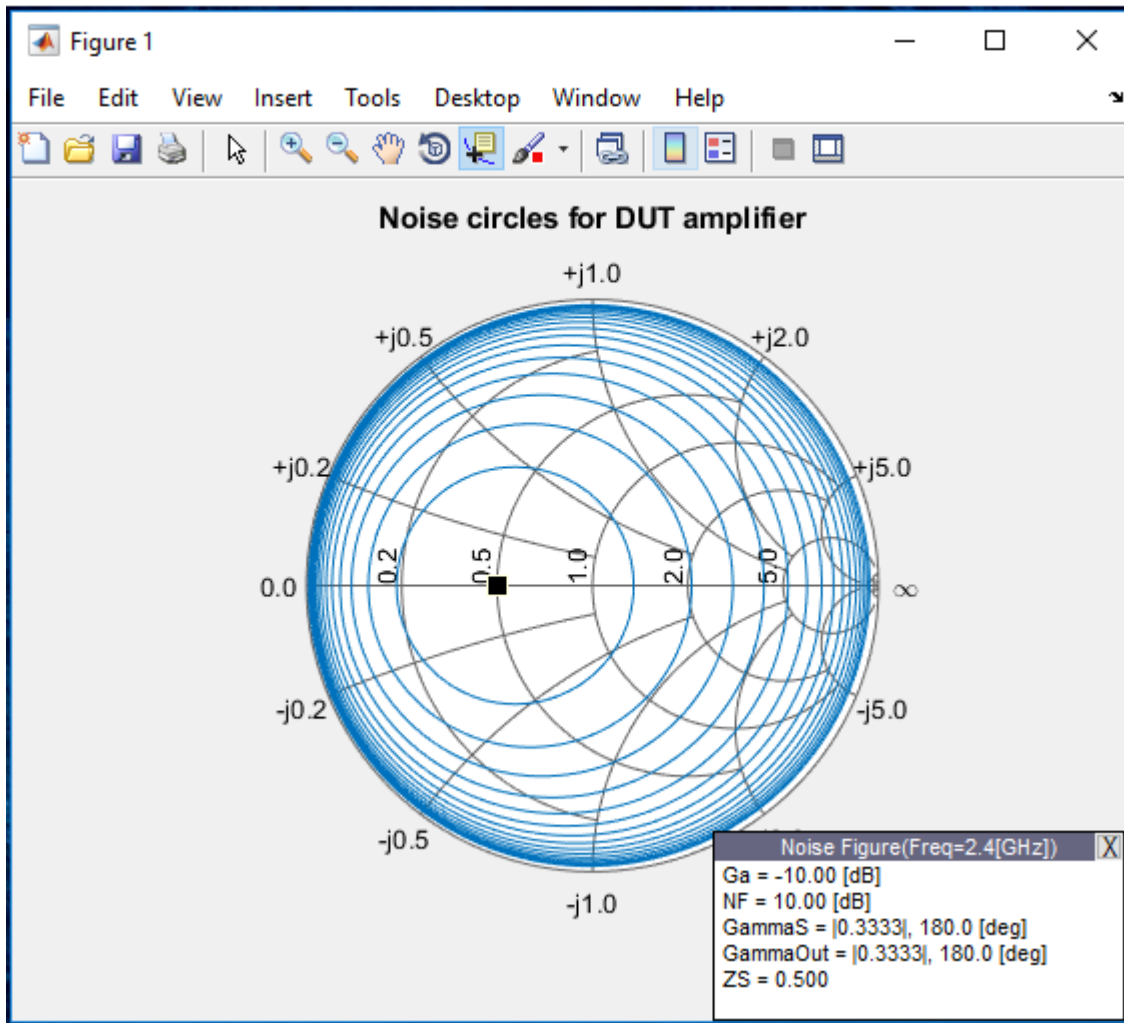 Figure 1
File Edit View Insert Tools Desktop Window Help
Noise circles for DUT amplifier
+j1.0
+j0.5
+j2.0
+j0.2
+j5.0
0.2
0.5
1.0
2.0
5.0
0.0
∞
-j0.2
-j5.0
-j0.5
-j1.0
Noise Figure(Freq=2.4[GHz]) X
Ga = -10.00 [dB]
NF = 10.00 [dB]
GammaS = |0.3333|, 180.0 [deg]
GammaOut = |0.3333|, 180.0 [deg]
ZS = 0.500